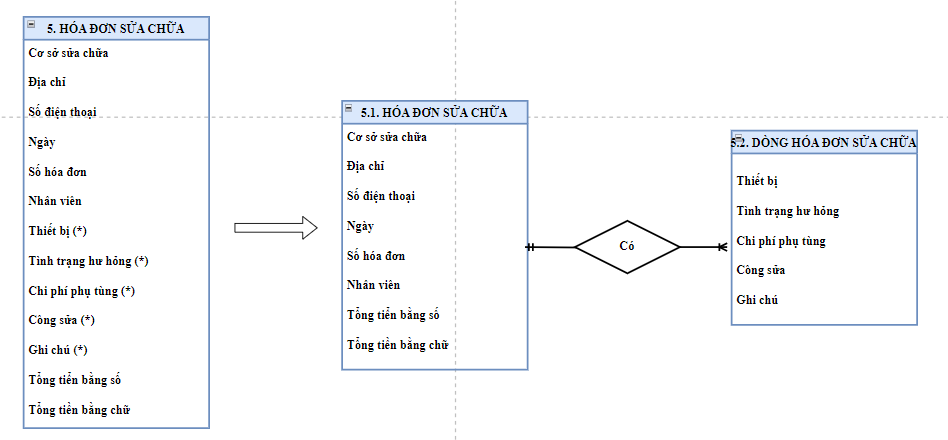 5. HÓA ĐƠN SỬA CHỮA
Cơ sở sửa chữa
Địa chỉ
Số điện thoại
Ngày
Số hóa đơn
Nhân viên
Thiết bị (*)
Tình trạng hư hỏng (*)
Chi phí phụ tùng (*)
Công sửa (*)
Ghi chú (*)
Tổng tiền bằng số
Tổng tiền bằng chữ
5.1. HÓA ĐƠN SỬA CHỮA
Cơ sở sửa chữa
Địa chỉ
Số điện thoại
Ngày
Số hóa đơn
Nhân viên
Tổng tiền bằng số
Tổng tiền bằng chữ
Có
5.2. DÒNG HÓA ĐƠN SỬA CHỮA
Thiết bị
Tình trạng hư hỏng
Chi phí phụ tùng
Công sửa
Ghi chú